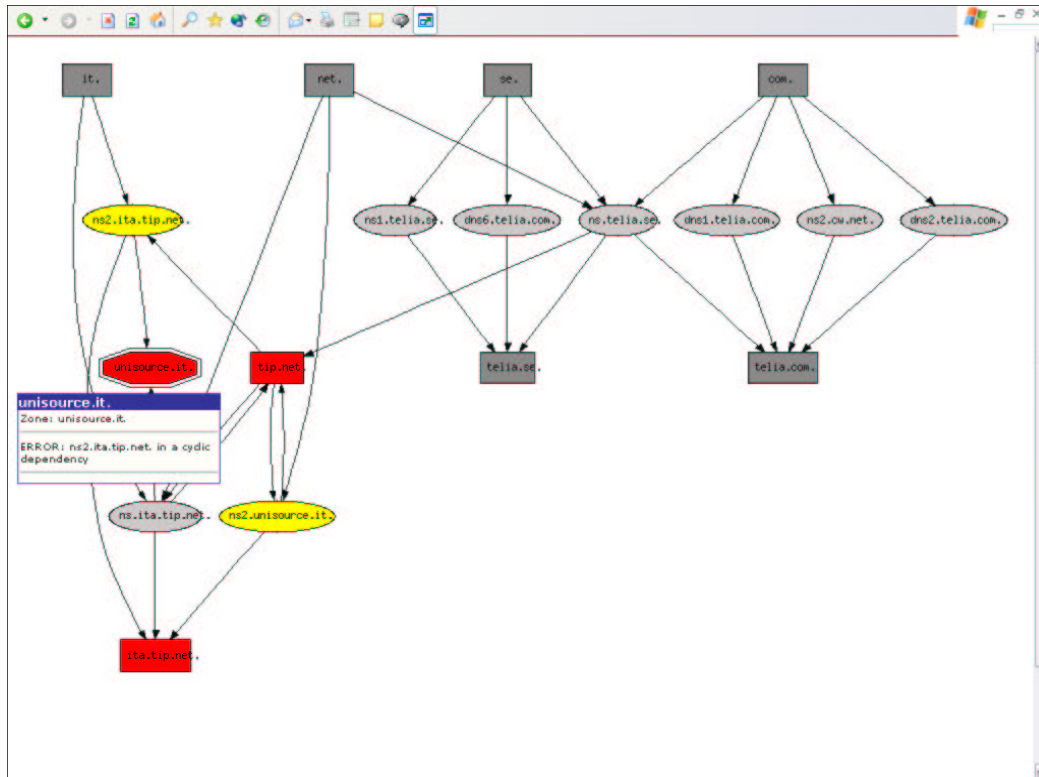 it.
net.
se.
com.
ns2.ita.tip.net.
ns1.telia.se.
dns6.telia.com.
ns.telia.se.
dns1.telia.com.
ns2.cw.net.
dns2.telia.com.
unisource.it.
tip.net.
telia.se.
telia.com.
unisource.it.
Zone: unisource.it.
ERROR: ns2.ita.tip.net. in a cyclic
dependency
ns.ita.tip.net.
ns2.unisource.it.
ita.tip.net.